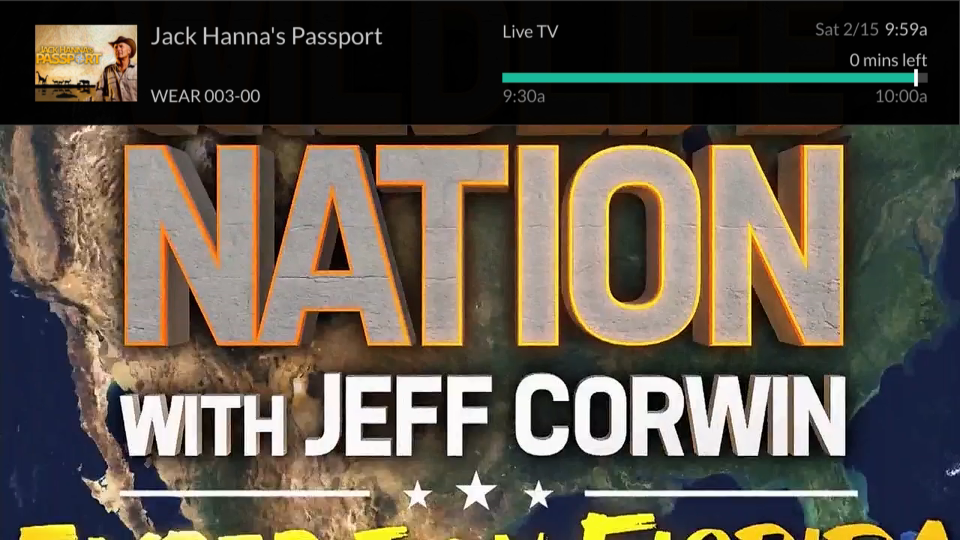 Jack Hanna's Passport
WEAR 003-00
JACK HANNA'S
PASSPORT
Live TV
Sat 2/15 9:59a
0 mins left
9:30a
10:00a
NATION
WITH JEFF CORWIN
FLORIDA